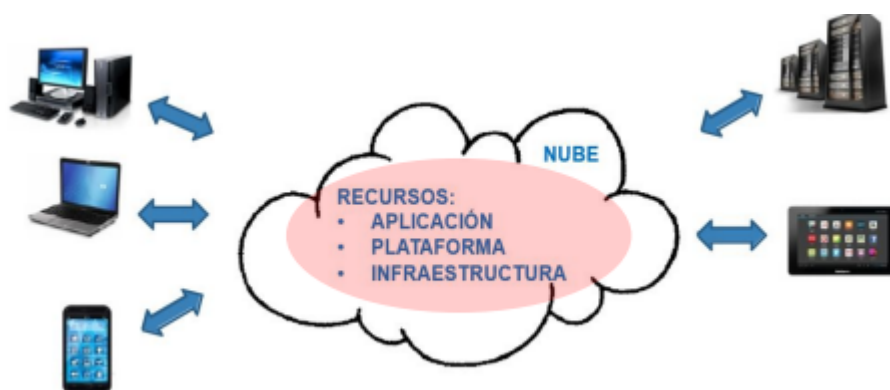 NUBE
RECURSOS:
• APLICACIÓN
• PLATAFORMA
• INFRAESTRUCTURA